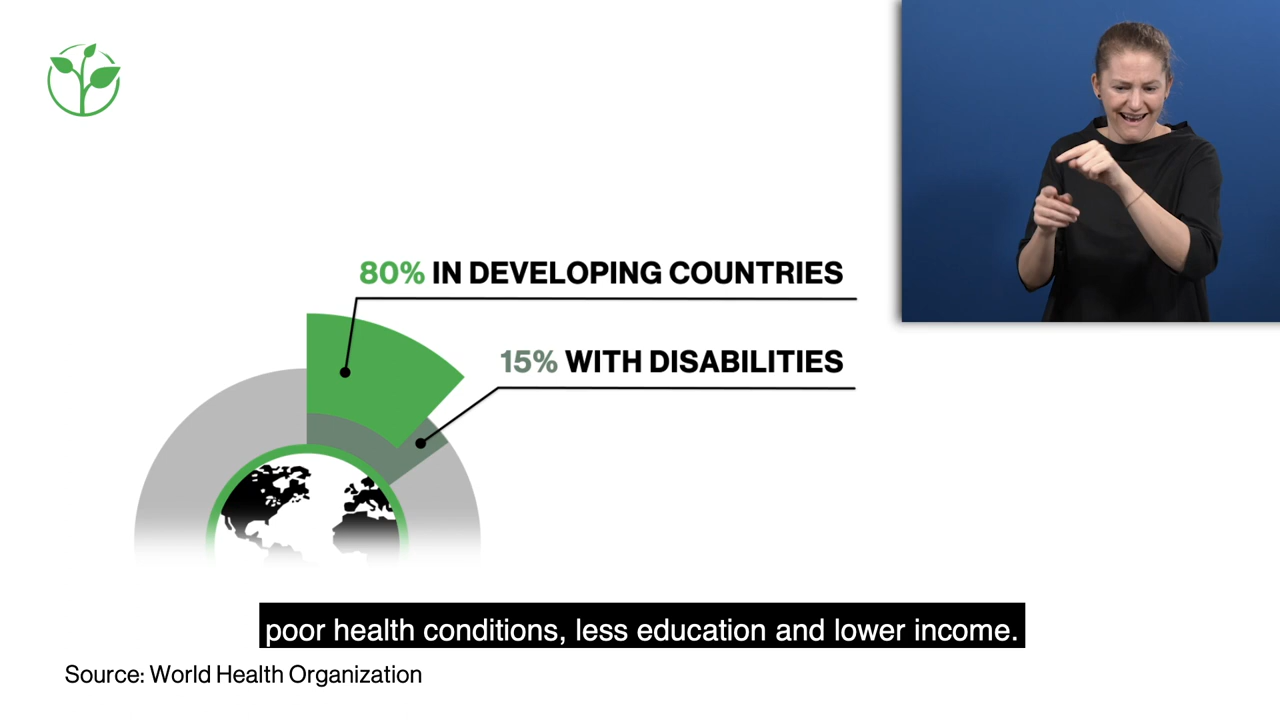 80% IN DEVELOPING COUNTRIES
15% WITH DISABILITIES
poor health conditions, less education and lower income.
Source: World Health Organization